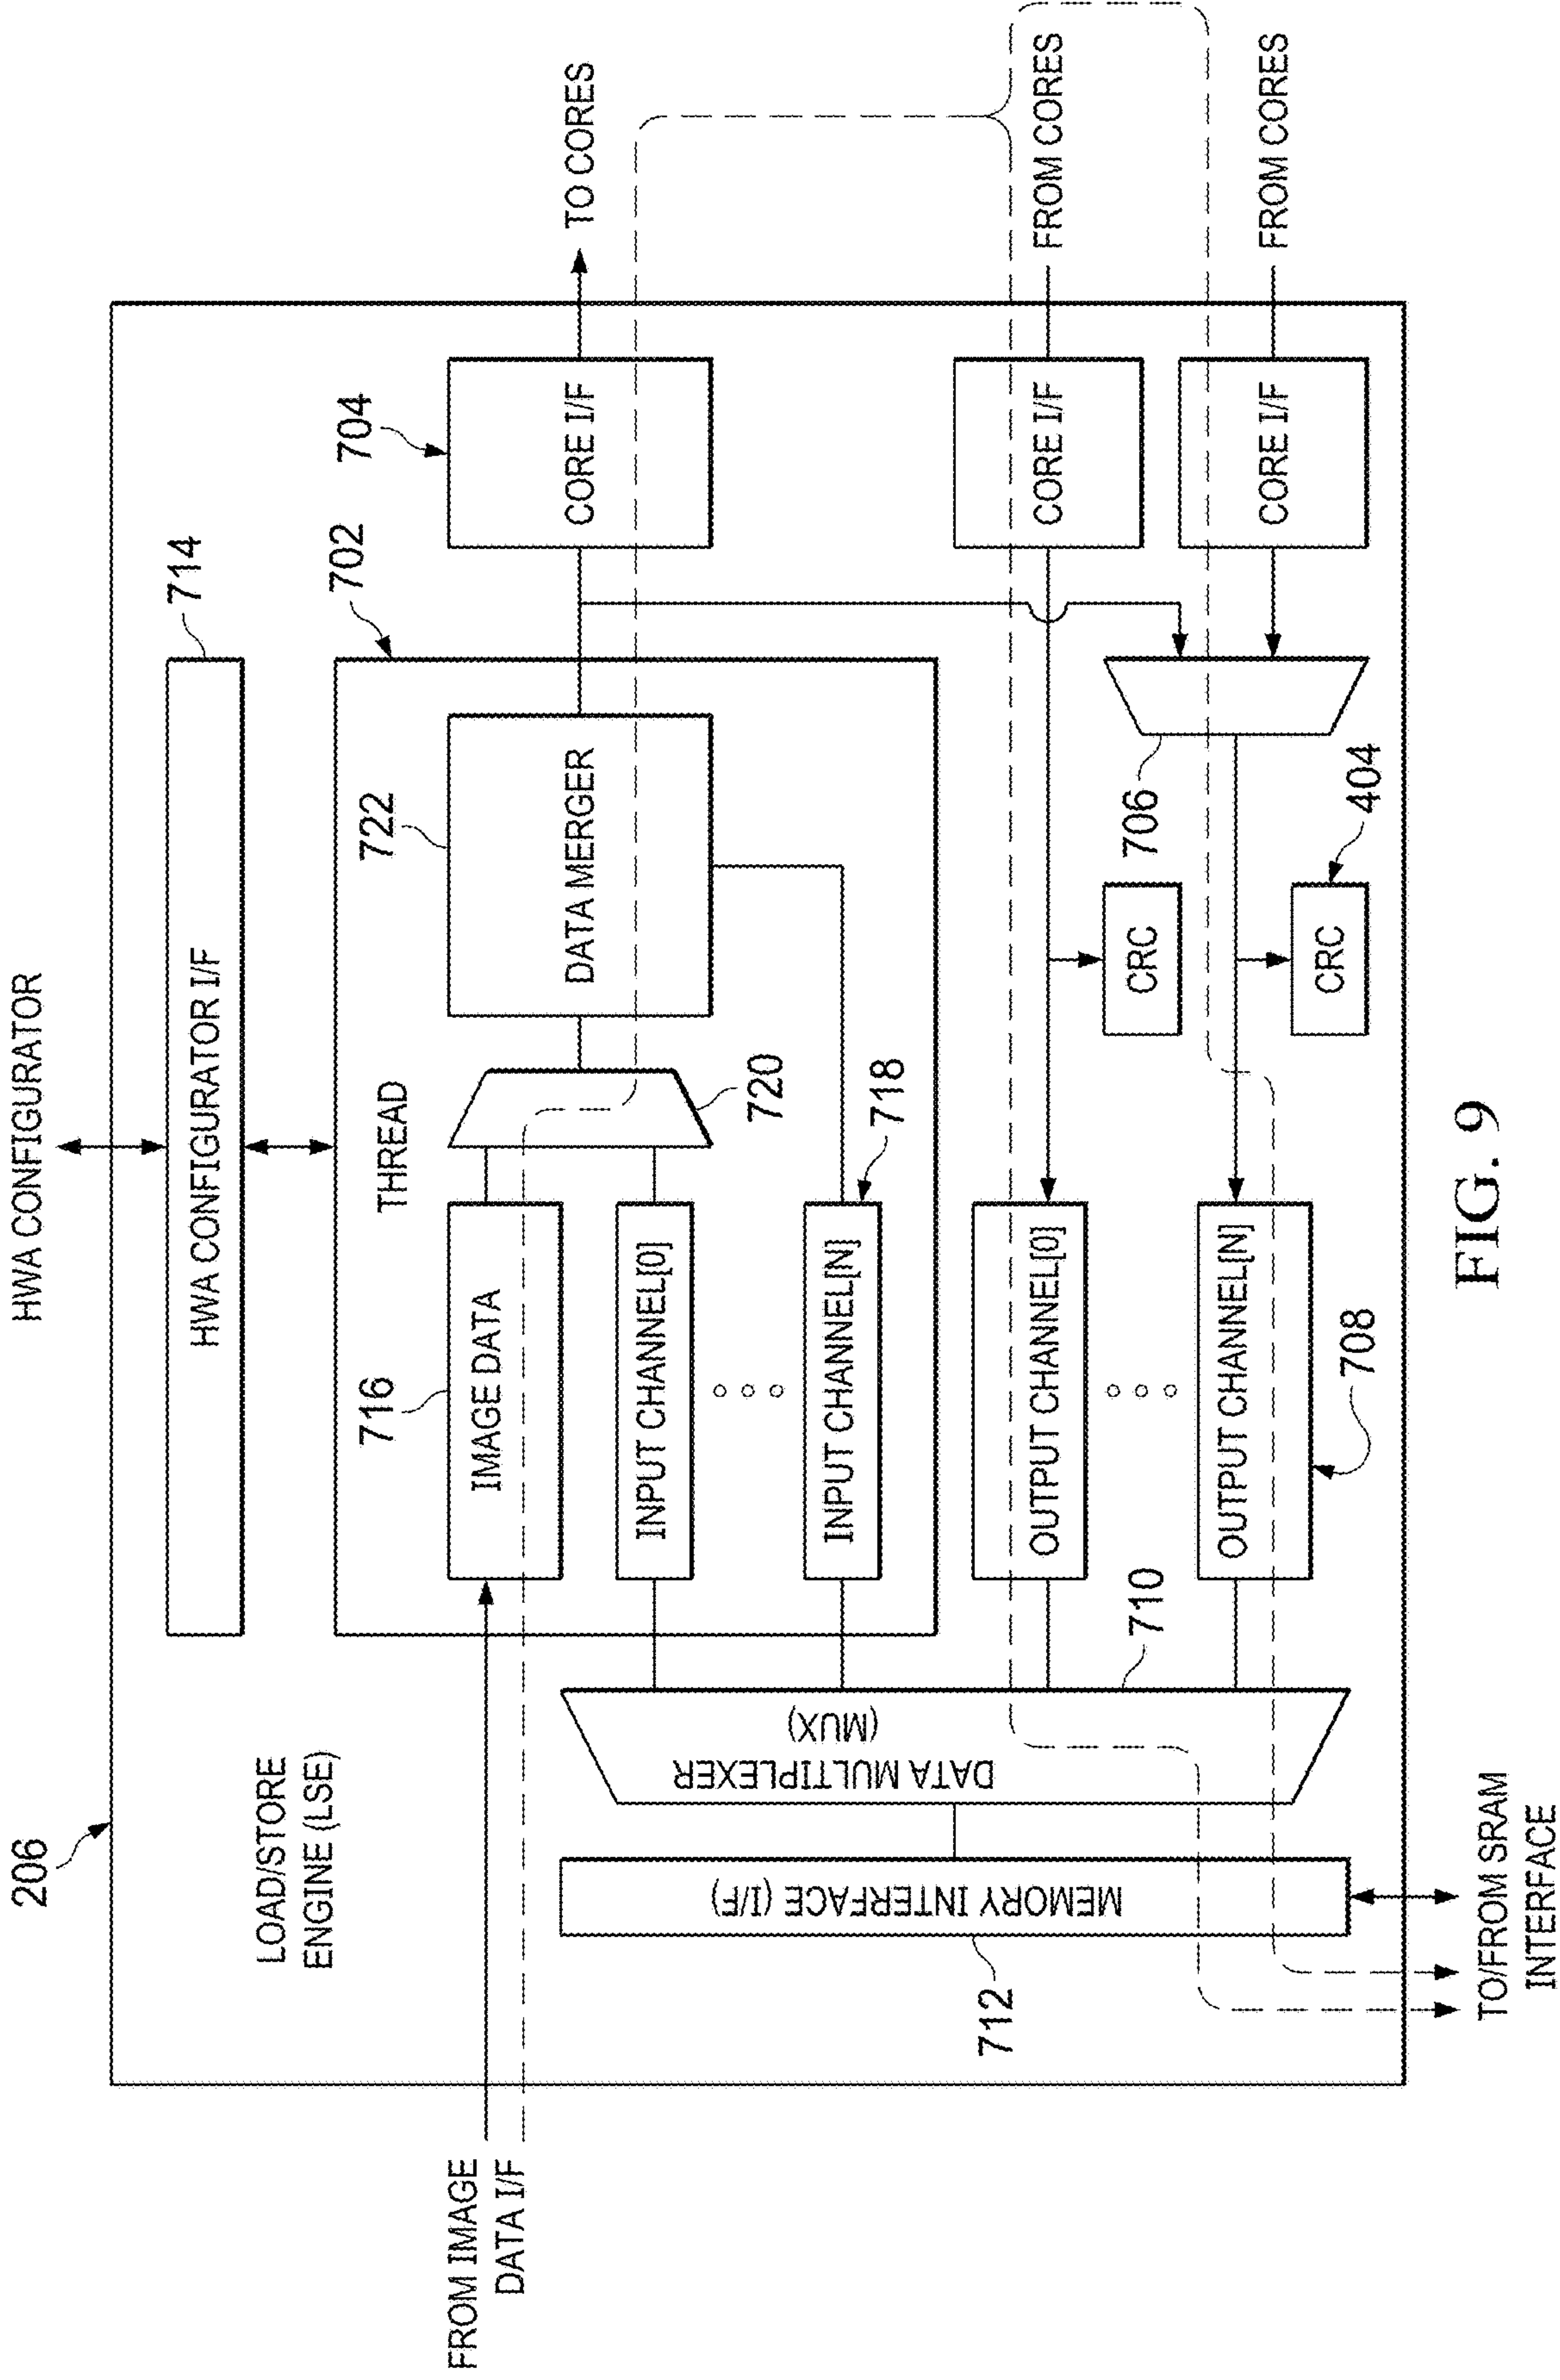 HWA CONFIGURATOR
206
LOAD/STORE
ENGINE (LSE)
HWA CONFIGURATOR I/F
714
THREAD
702
704
FROM IMAGE
DATA I/F
716
IMAGE DATA
722
DATA MERGER
CORE I/F
TO CORES
INPUT CHANNEL[0]
720
INPUT CHANNEL[N]
718
DATA MULTIPLEXER
(MUX)
MEMORY INTERFACE (I/F)
712
710
OUTPUT CHANNEL[0]
CRC
CORE I/F
FROM CORES
706
OUTPUT CHANNEL[N]
708
CRC
404
CORE I/F
FROM CORES
TO/FROM SRAM
INTERFACE
FIG. 9